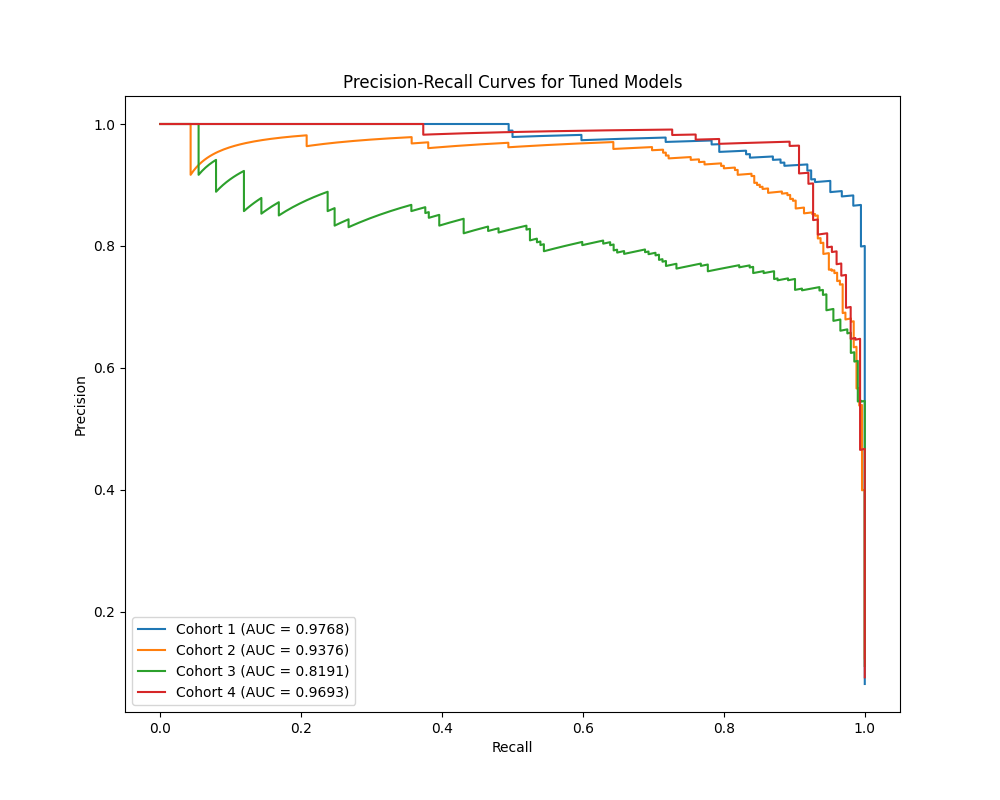 Precision-Recall Curves for Tuned Models
1.0
0.8
0.6
0.4
0.2
Precision
Cohort 1 (AUC = 0.9768)
Cohort 2 (AUC = 0.9376)
Cohort 3 (AUC = 0.8191)
Cohort 4 (AUC = 0.9693)
0.0 0.2 0.4 0.6 0.8 1.0
Recall